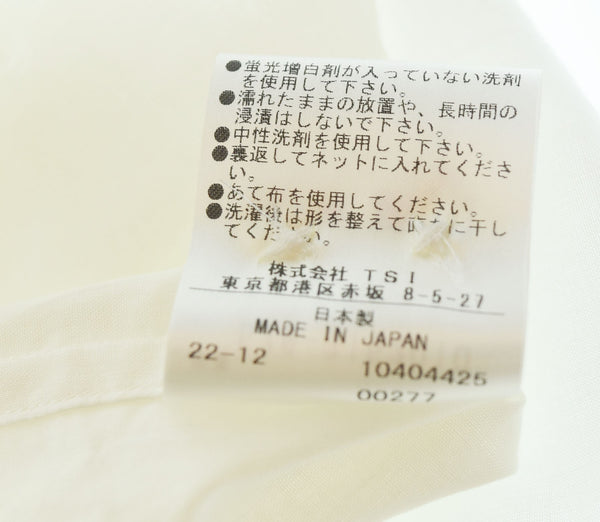 ●蛍光増白剤が入っていない洗剤
を使用して下さい。
●濡れたままの放置や、長時間の
浸漬はしないで下さい。
●中性洗剤を使用して下さい。
●裏返してネットに入れてくださ
い。
●あて布を使用してください。
●洗濯後は形を整えて直ちに干し
てください。
株式会社 TSI
東京都港区赤坂 8-5-27
日本製
MADE IN JAPAN
22-12 10404425
00277